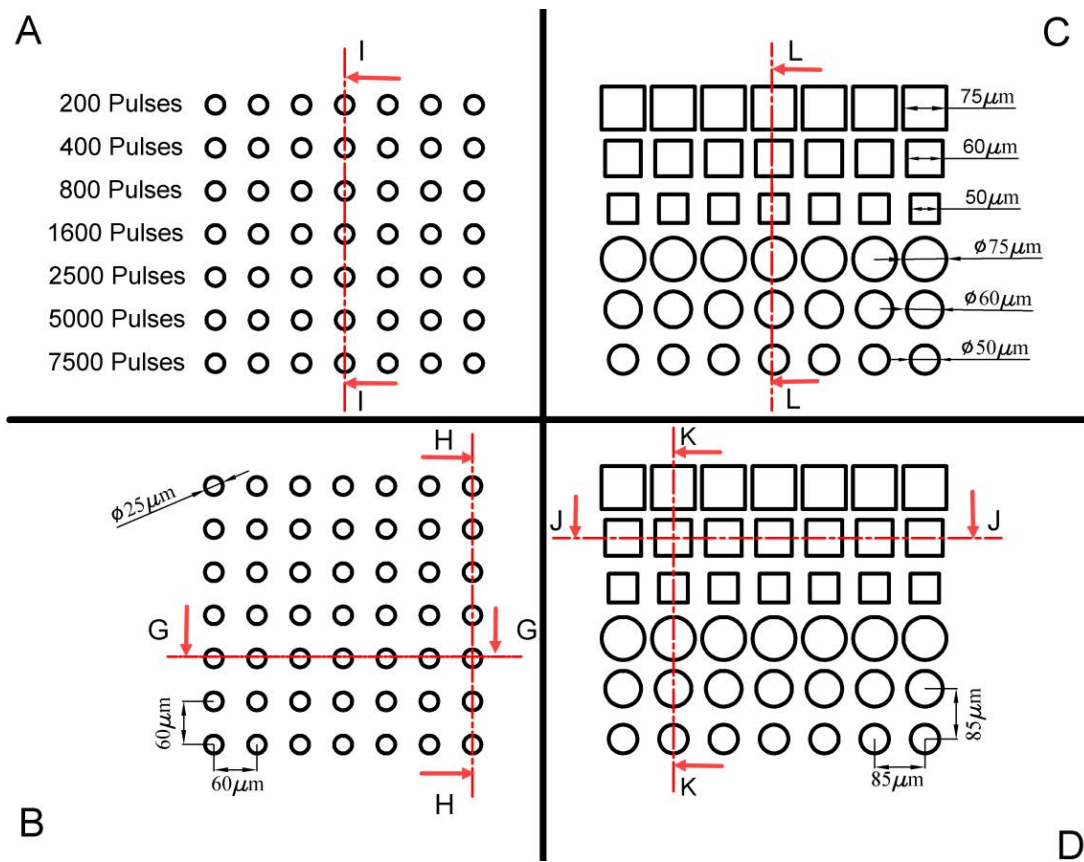 A
I
200 Pulses
400 Pulses
800 Pulses
1600 Pulses
2500 Pulses
5000 Pulses
7500 Pulses
I
C
L
75μm
60μm
50μm
ϕ75μm
ϕ60μm
ϕ50μm
L
H
ϕ25μm
G
G
60μm
60μm
H
B
K
J
J
85μm
85μm
K
D